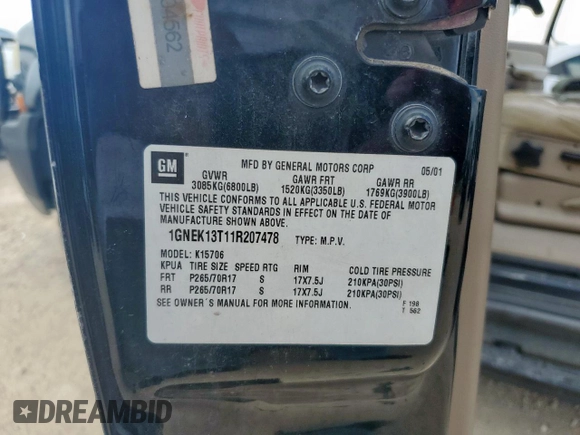 562
GM
MFD BY GENERAL MOTORS CORP 05/01
GVWR GAWR FRT GAWR RR
3085KG(6800LB) 1520KG(3350LB) 1769KG(3900LB)
THIS VEHICLE CONFORMS TO ALL APPLICABLE U.S. FEDERAL MOTOR
VEHICLE SAFETY STANDARDS IN EFFECT ON THE DATE OF
MANUFACTURE SHOWN ABOVE.
1GNEK13T11R207478 TYPE: M.P.V.
MODEL: K15706
KPUA TIRE SIZE SPEED RTG RIM COLD TIRE PRESSURE
FRT P265/70R17 S 17X7.5J 210KPA(30PSI)
RR P265/70R17 S 17X7.5J 210KPA(30PSI)
SEE OWNER'S MANUAL FOR MORE INFORMATION.
F 198
T 562
DREAMBID